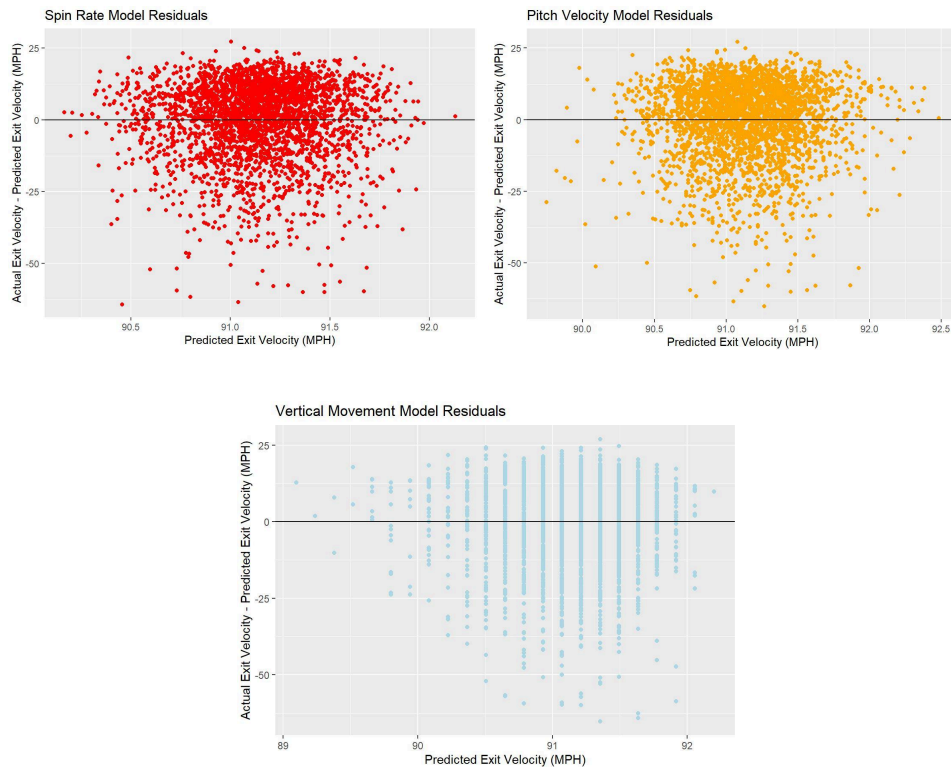 Spin Rate Model Residuals
Actual Exit Velocity - Predicted Exit Velocity (MPH)
25
0
-25
-50
90.5 91.0 91.5 92.0
Predicted Exit Velocity (MPH)
Pitch Velocity Model Residuals
Actual Exit Velocity - Predicted Exit Velocity (MPH)
25
0
-25
-50
90.0 90.5 91.0 91.5 92.0 92.5
Predicted Exit Velocity (MPH)
Vertical Movement Model Residuals
Actual Exit Velocity - Predicted Exit Velocity (MPH)
25
0
-25
-50
89 90 91 92
Predicted Exit Velocity (MPH)